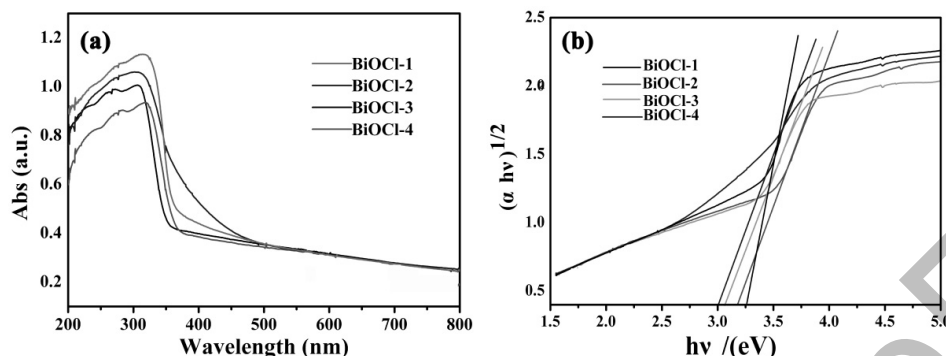 (a)
BiOCl-1
BiOCl-2
BiOCl-3
BiOCl-4
1.2
1.0
0.8
0.6
0.4
0.2
Abs (a.u.)
200 300 400 500 600 700 800
Wavelength (nm)
(b)
BiOCl-1
BiOCl-2
BiOCl-3
BiOCl-4
2.5
2.0
1.5
1.0
0.5
(α hν)1/2
1.5 2.0 2.5 3.0 3.5 4.0 4.5 5.0
hν /(eV)